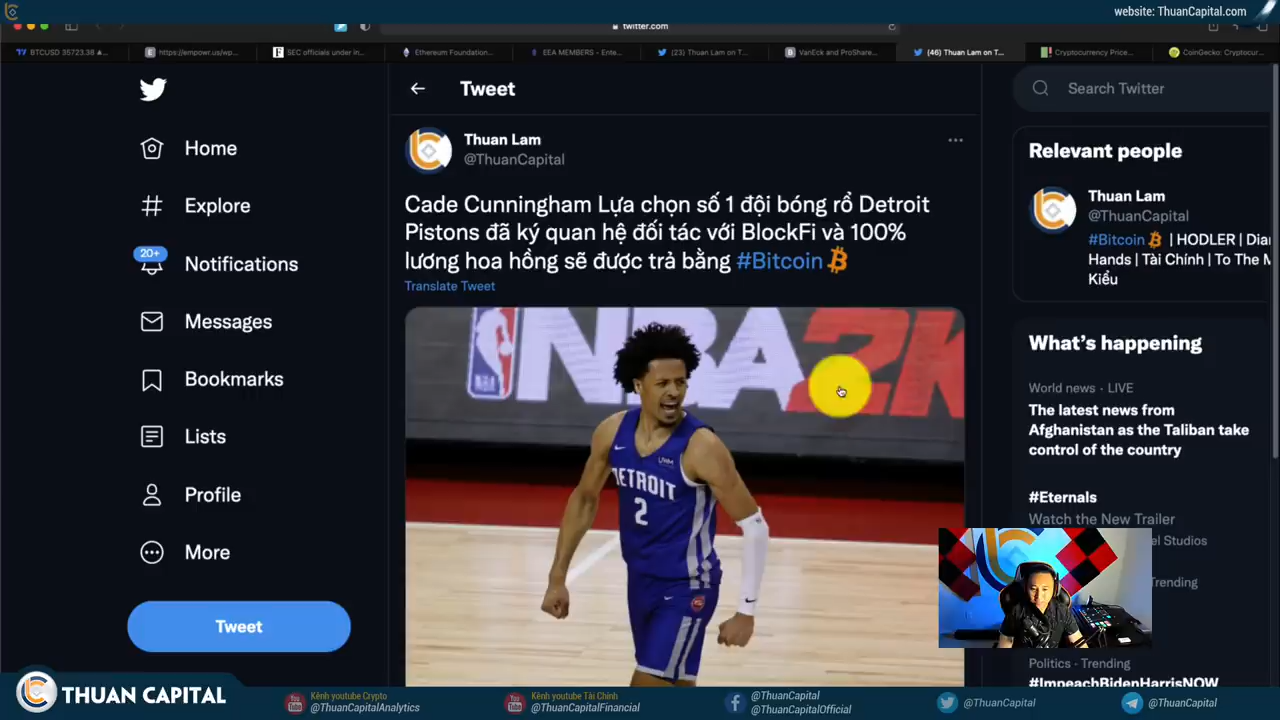 website: ThuanCapital.com
twitter.com
BTCUSD 35723.38
https://empowr.us/wp...
SEC officials under in...
Ethereum Foundation...
EEA MEMBERS - Ente...
(23) Thuan Lam on T...
VanEck and ProShare...
(46) Thuan Lam on T...
Cryptocurrency Price...
CoinGecko: Cryptocur...
Home
Explore
20+
Notifications
Messages
Bookmarks
Lists
Profile
More
Tweet
Tweet
Thuan Lam
@ThuanCapital
Cade Cunningham Lựa chọn số 1 đội bóng rổ Detroit
Pistons đã ký quan hệ đối tác với BlockFi và 100%
lương hoa hồng sẽ được trả bằng #Bitcoin
Translate Tweet
NBA 2K
NBA
UWM
DETROIT
2
Search Twitter
Relevant people
Thuan Lam
@ThuanCapital
#Bitcoin | HODLER | Dia
Hands | Tài Chính | To The M
Kiều
What's happening
World news · LIVE
The latest news from
Afghanistan as the Taliban take
control of the country
#Eternals
Watch the New Trailer
el Studios
Trending
Politics · Trending
#ImpeachBidenHarrisNOW
THUAN CAPITAL
Kênh youtube Crypto
@ThuanCapitalAnalytics
Kênh youtube Tài Chính
@ThuanCapitalFinancial
@ThuanCapital
@ThuanCapitalOfficial
@ThuanCapital
@ThuanCapital